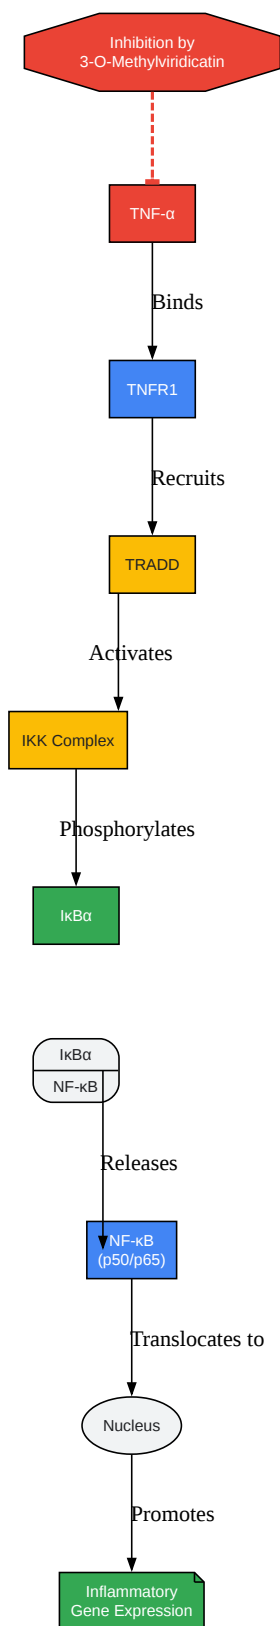 Inhibition by
3-O-Methylviridicatin
TNF-α
Binds
TNFR1
Recruits
TRADD
Activates
IKK Complex
Phosphorylates
IκBα
IκBα
NF-κB
Releases
NF-κB
(p50/p65)
Translocates to
Nucleus
Promotes
Inflammatory
Gene Expression